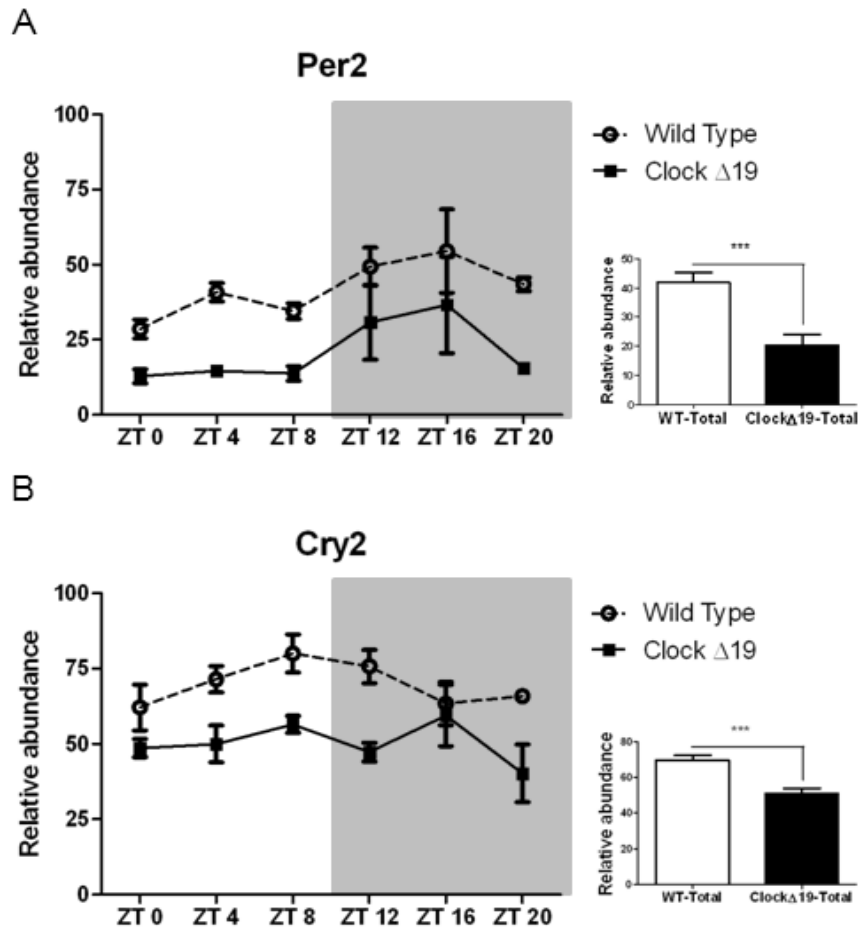 A
Per2
100
75
50
25
0
Relative abundance
ZT 0 ZT 4 ZT 8 ZT 12 ZT 16 ZT 20
Wild Type
Clock Δ19
***
50
40
30
20
10
0
Relative abundance
WT-Total ClockΔ19-Total
B
Cry2
100
75
50
25
0
Relative abundance
ZT 0 ZT 4 ZT 8 ZT 12 ZT 16 ZT 20
Wild Type
Clock Δ19
***
80
60
40
20
0
Relative abundance
WT-Total ClockΔ19-Total